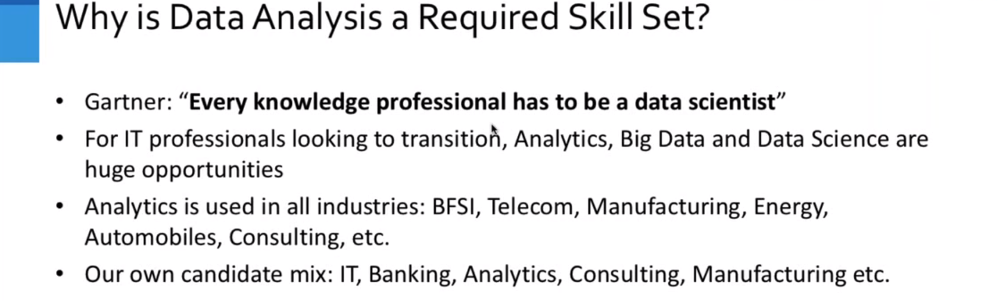 Why is Data Analysis a Required Skill Set?
• Gartner: “Every knowledge professional has to be a data scientist”
• For IT professionals looking to transition, Analytics, Big Data and Data Science are
huge opportunities
• Analytics is used in all industries: BFSI, Telecom, Manufacturing, Energy,
Automobiles, Consulting, etc.
• Our own candidate mix: IT, Banking, Analytics, Consulting, Manufacturing etc.